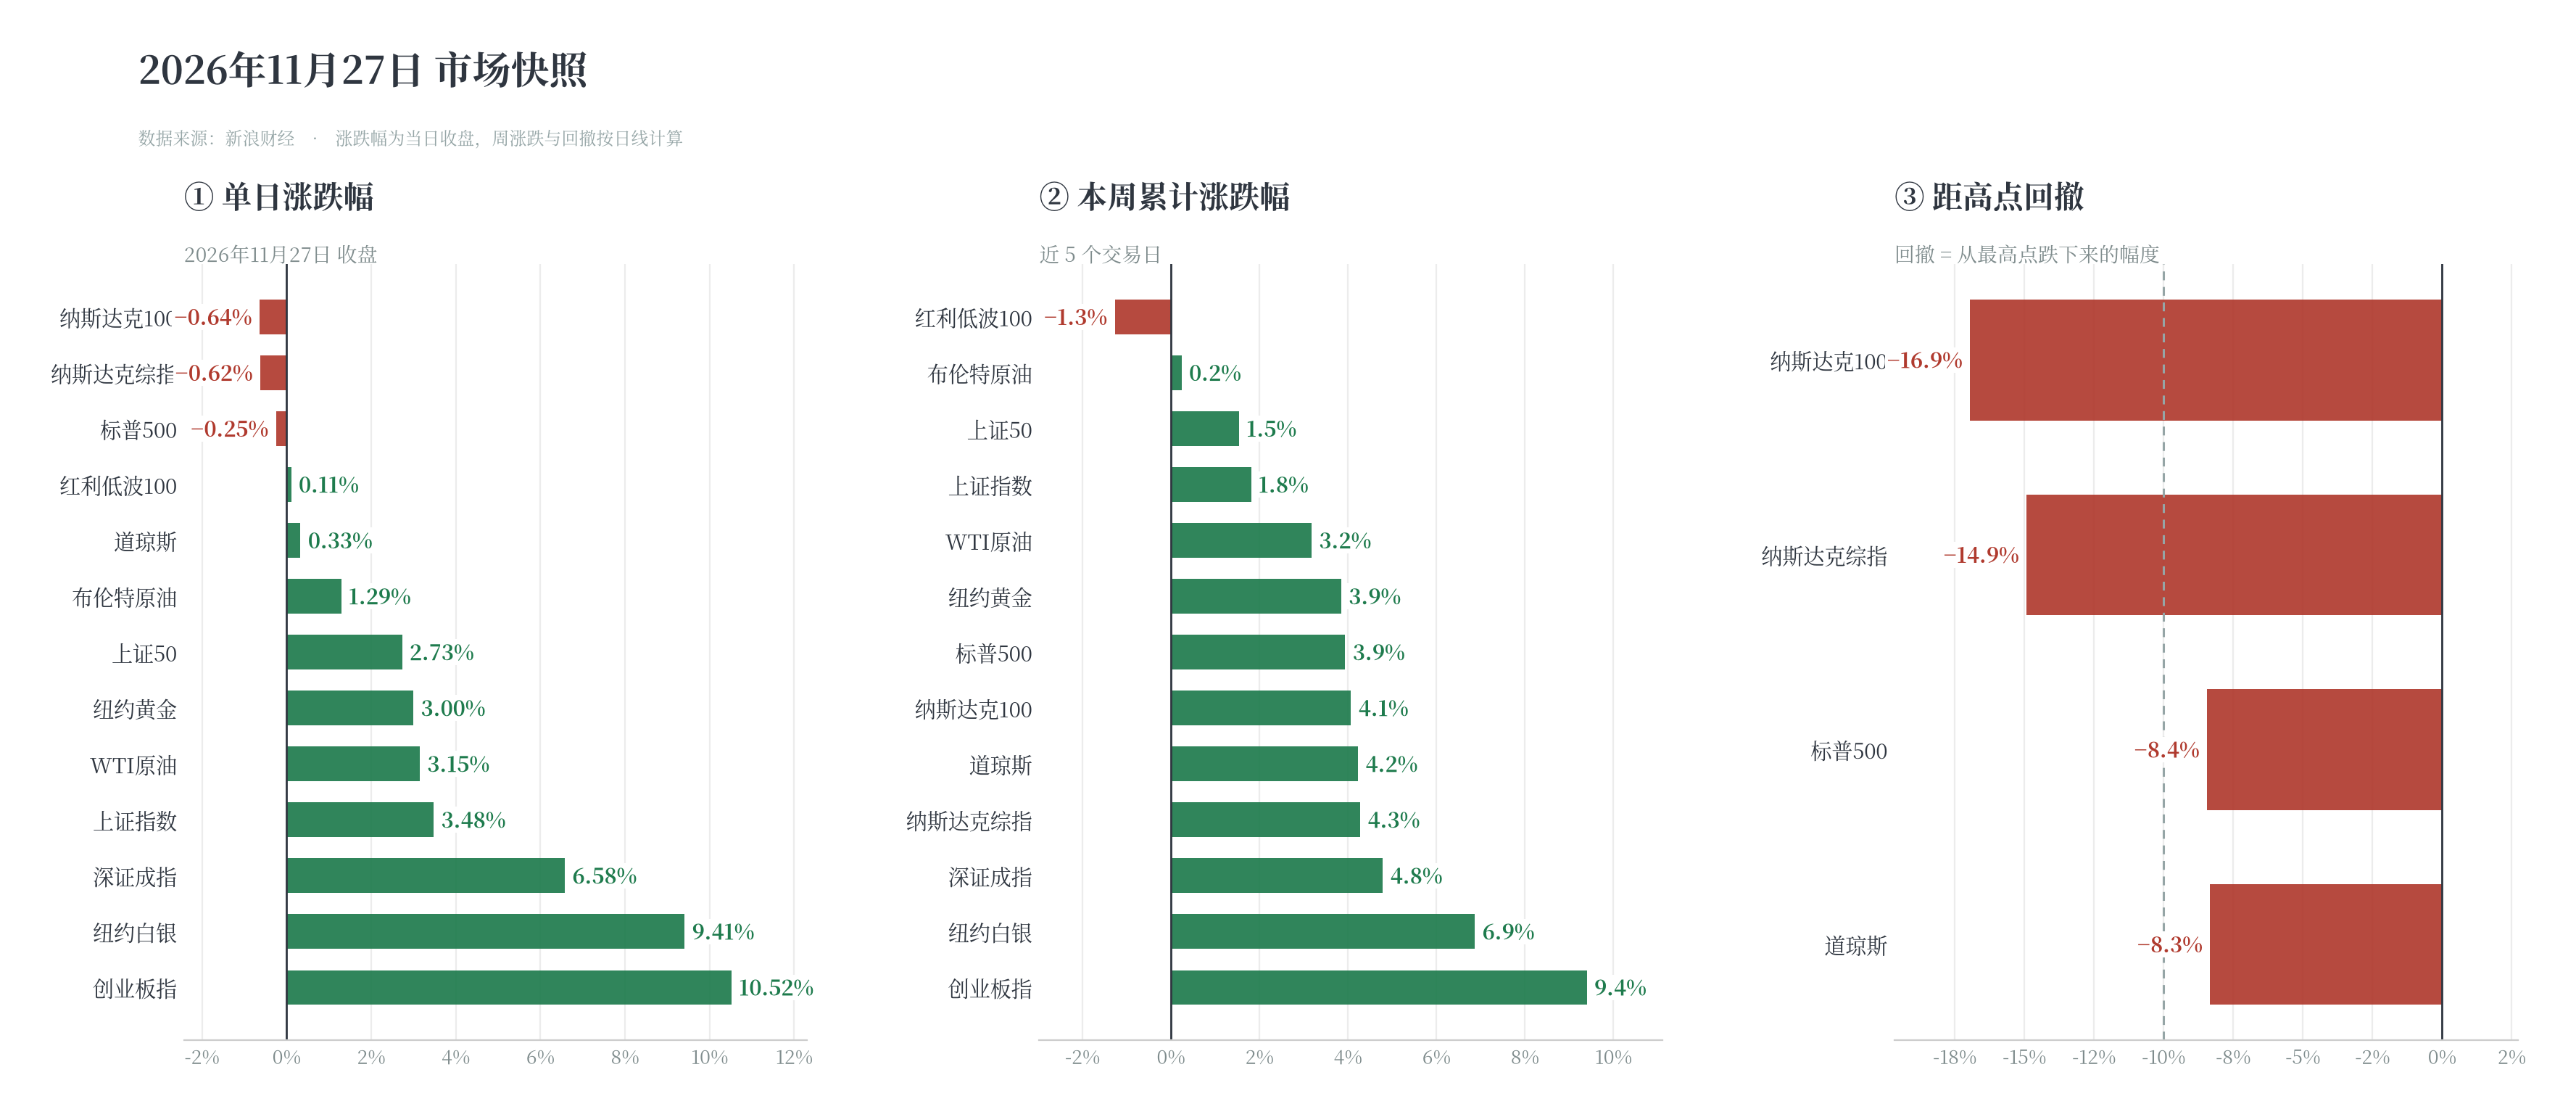 2026年11月27日 市场快照
数据来源：新浪财经 · 涨跌幅为当日收盘，周涨跌与回撤按日线计算
① 单日涨跌幅
2026年11月27日 收盘
纳斯达克100 −0.64%
纳斯达克综指 −0.62%
标普500 −0.25%
红利低波100 0.11%
道琼斯 0.33%
布伦特原油 1.29%
上证50 2.73%
纽约黄金 3.00%
WTI原油 3.15%
上证指数 3.48%
深证成指 6.58%
纽约白银 9.41%
创业板指 10.52%
-2% 0% 2% 4% 6% 8% 10% 12%
② 本周累计涨跌幅
近 5 个交易日
红利低波100 −1.3%
布伦特原油 0.2%
上证50 1.5%
上证指数 1.8%
WTI原油 3.2%
纽约黄金 3.9%
标普500 3.9%
纳斯达克100 4.1%
道琼斯 4.2%
纳斯达克综指 4.3%
深证成指 4.8%
纽约白银 6.9%
创业板指 9.4%
-2% 0% 2% 4% 6% 8% 10%
③ 距高点回撤
回撤 = 从最高点跌下来的幅度
纳斯达克100 −16.9%
纳斯达克综指 −14.9%
标普500 −8.4%
道琼斯 −8.3%
-18% -15% -12% -10% -8% -5% -2% 0% 2%